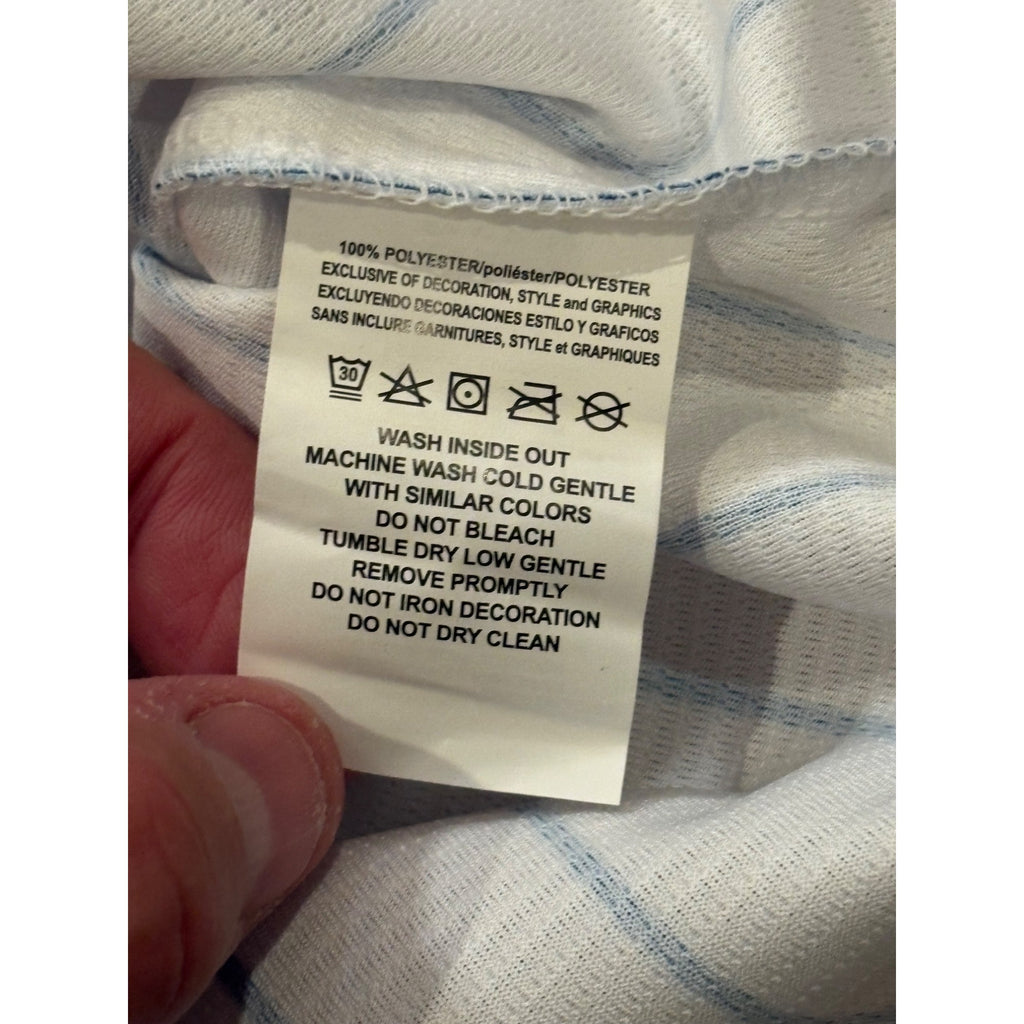 100% POLYESTER/poliéster/POLYESTER
EXCLUSIVE OF DECORATION, STYLE and GRAPHICS
EXCLUYENDO DECORACIONES ESTILO Y GRAFICOS
SANS INCLURE GARNITURES, STYLE et GRAPHIQUES
30
WASH INSIDE OUT
MACHINE WASH COLD GENTLE
WITH SIMILAR COLORS
DO NOT BLEACH
TUMBLE DRY LOW GENTLE
REMOVE PROMPTLY
DO NOT IRON DECORATION
DO NOT DRY CLEAN